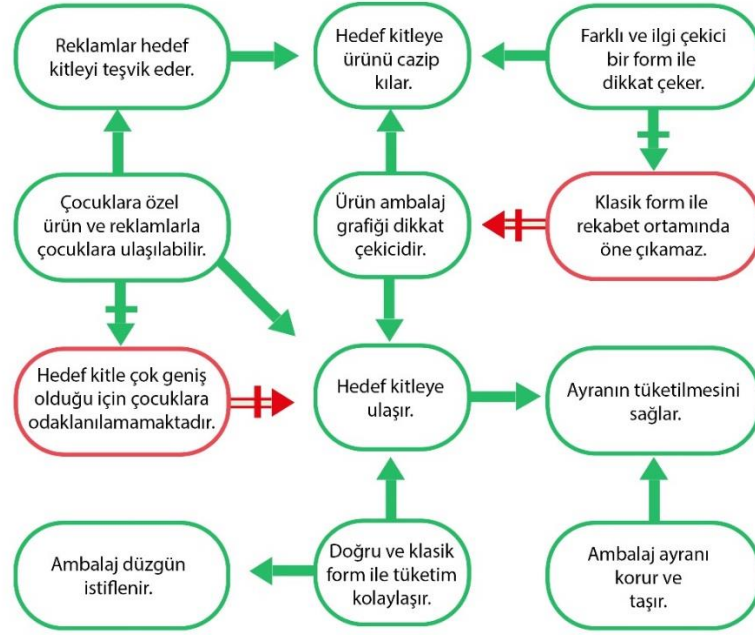 Reklamlar hedef
kitleyi teşvik eder.
Hedef kitleye
ürünü cazip
kılar.
Farklı ve ilgi çekici
bir form ile
dikkat çeker.
Çocuklara özel
ürün ve reklamlarla
çocuklara ulaşılabilir.
Ürün ambalaj
grafiği dikkat
çekicidir.
Klasik form ile
rekabet ortamında
öne çıkamaz.
Hedef kitle çok geniş
olduğu için çocuklara
odaklanılamamaktadır.
Hedef kitleye
ulaşır.
Ayranın tüketilmesini
sağlar.
Ambalaj düzgün
istiflenir.
Doğru ve klasik
form ile tüketim
kolaylaşır.
Ambalaj ayranı
korur ve
taşır.